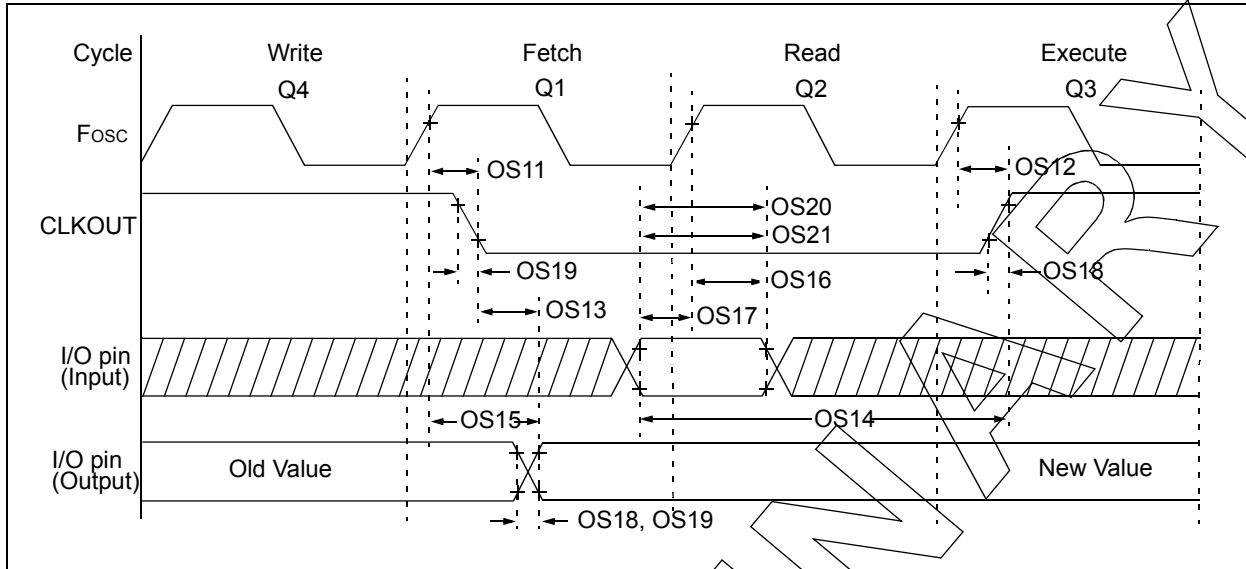 Cycle Write Fetch Read Execute
Q4 Q1 Q2 Q3
FOSC
OS11 OS12
CLKOUT
OS20
OS21
OS19 OS16 OS18
OS13 OS17
I/O pin
(Input)
OS15 OS14
I/O pin
(Output)
Old Value New Value
OS18, OS19